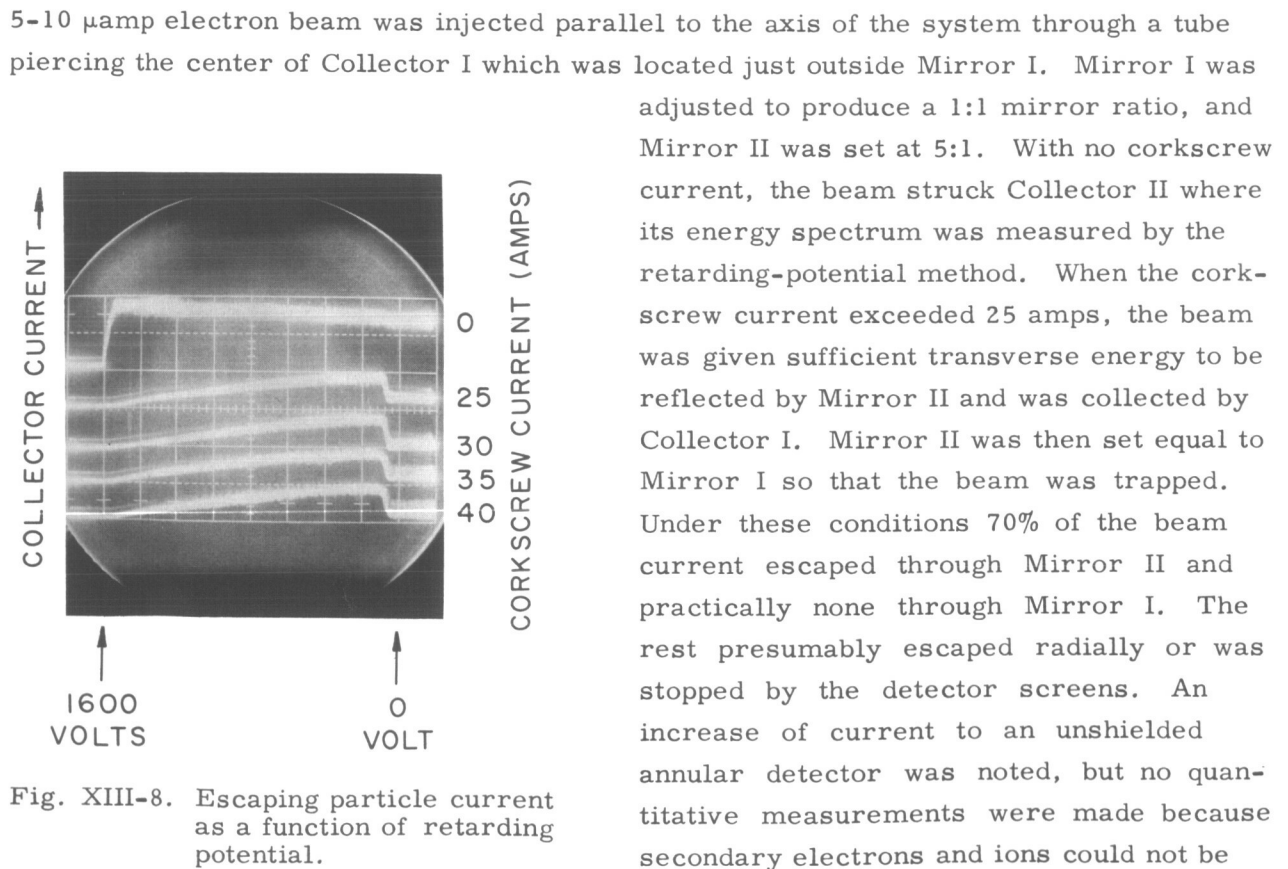 5-10 μamp electron beam was injected parallel to the axis of the system through a tube
piercing the center of Collector I which was located just outside Mirror I. Mirror I was
adjusted to produce a 1:1 mirror ratio, and
Mirror II was set at 5:1. With no corkscrew
current, the beam struck Collector II where
its energy spectrum was measured by the
retarding-potential method. When the cork-
screw current exceeded 25 amps, the beam
was given sufficient transverse energy to be
reflected by Mirror II and was collected by
Collector I. Mirror II was then set equal to
Mirror I so that the beam was trapped.
Under these conditions 70% of the beam
current escaped through Mirror II and
practically none through Mirror I. The
rest presumably escaped radially or was
stopped by the detector screens. An
increase of current to an unshielded
annular detector was noted, but no quan-
titative measurements were made because
secondary electrons and ions could not be
COLLECTOR CURRENT
CORKSCREW CURRENT (AMPS)
0
25
30
35
40
1600
VOLTS
0
VOLT
Fig. XIII-8. Escaping particle current
as a function of retarding
potential.